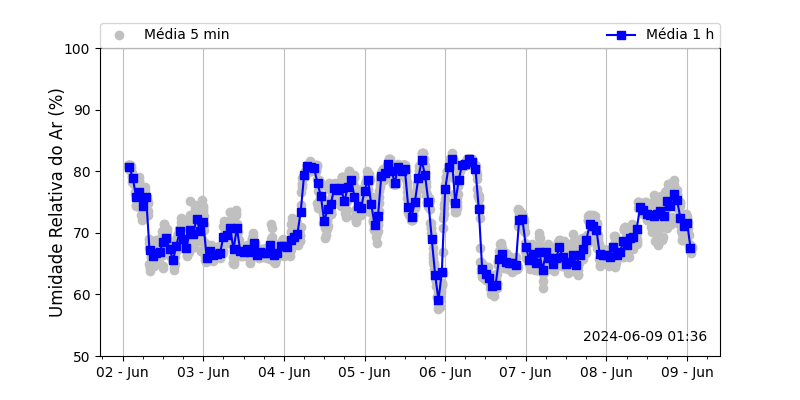 Média 5 min Média 1 h
100
90
80
70
60
50
Umidade Relativa do Ar (%)
2024-06-09 01:36
02 - Jun 03 - Jun 04 - Jun 05 - Jun 06 - Jun 07 - Jun 08 - Jun 09 - Jun